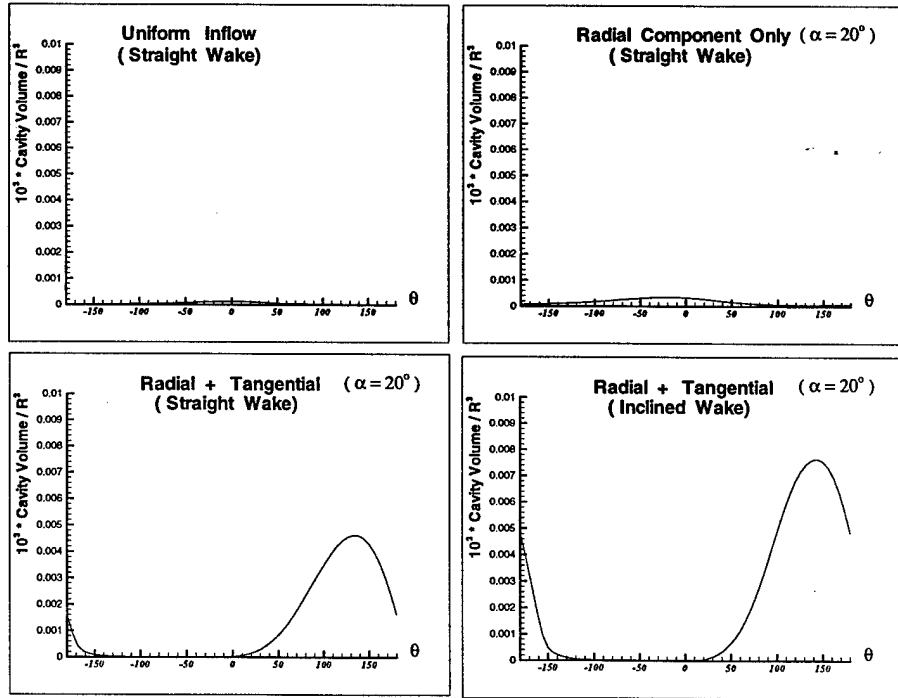 Uniform Inflow
( Straight Wake)
10³ * Cavity Volume / R³
0.01
0.009
0.008
0.007
0.006
0.005
0.004
0.003
0.002
0.001
0
-150 -100 -50 0 50 100 150 θ
Radial Component Only ( α = 20° )
(Straight Wake)
10³ * Cavity Volume / R³
0.01
0.009
0.008
0.007
0.006
0.005
0.004
0.003
0.002
0.001
0
-150 -100 -50 0 50 100 150 θ
Radial + Tangential ( α = 20° )
( Straight Wake)
10³ * Cavity Volume / R³
0.01
0.009
0.008
0.007
0.006
0.005
0.004
0.003
0.002
0.001
0
-150 -100 -50 0 50 100 150 θ
Radial + Tangential ( α = 20° )
( Inclined Wake)
10³ * Cavity Volume / R³
0.01
0.009
0.008
0.007
0.006
0.005
0.004
0.003
0.002
0.001
0
-150 -100 -50 0 50 100 150 θ